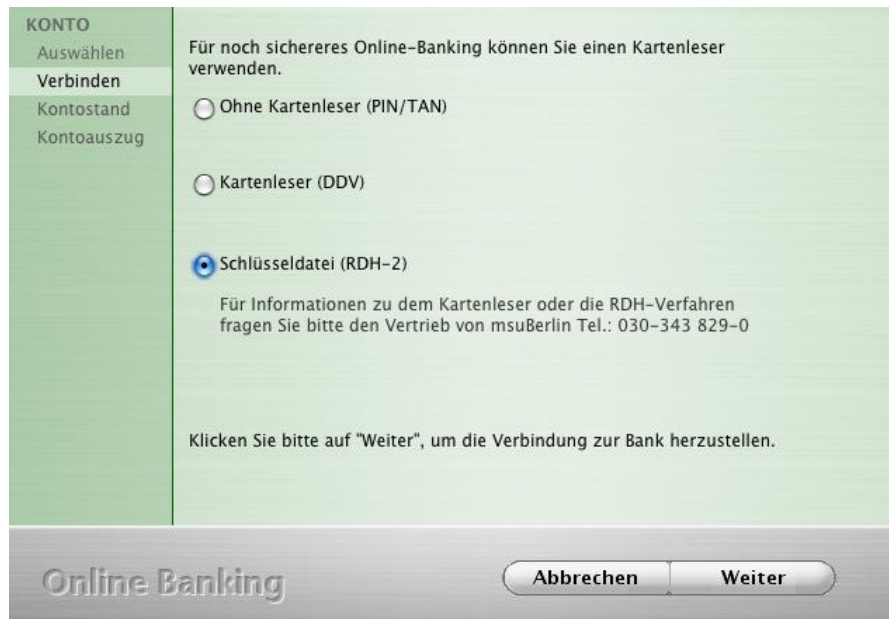 KONTO
Auswählen
Verbinden
Kontostand
Kontoauszug
Für noch sichereres Online-Banking können Sie einen Kartenleser
verwenden.
Ohne Kartenleser (PIN/TAN)
Kartenleser (DDV)
Schlüsseldatei (RDH-2)
Für Informationen zu dem Kartenleser oder die RDH-Verfahren
fragen Sie bitte den Vertrieb von msuBerlin Tel.: 030-343 829-0
Klicken Sie bitte auf "Weiter", um die Verbindung zur Bank herzustellen.
Online Banking
Abbrechen
Weiter